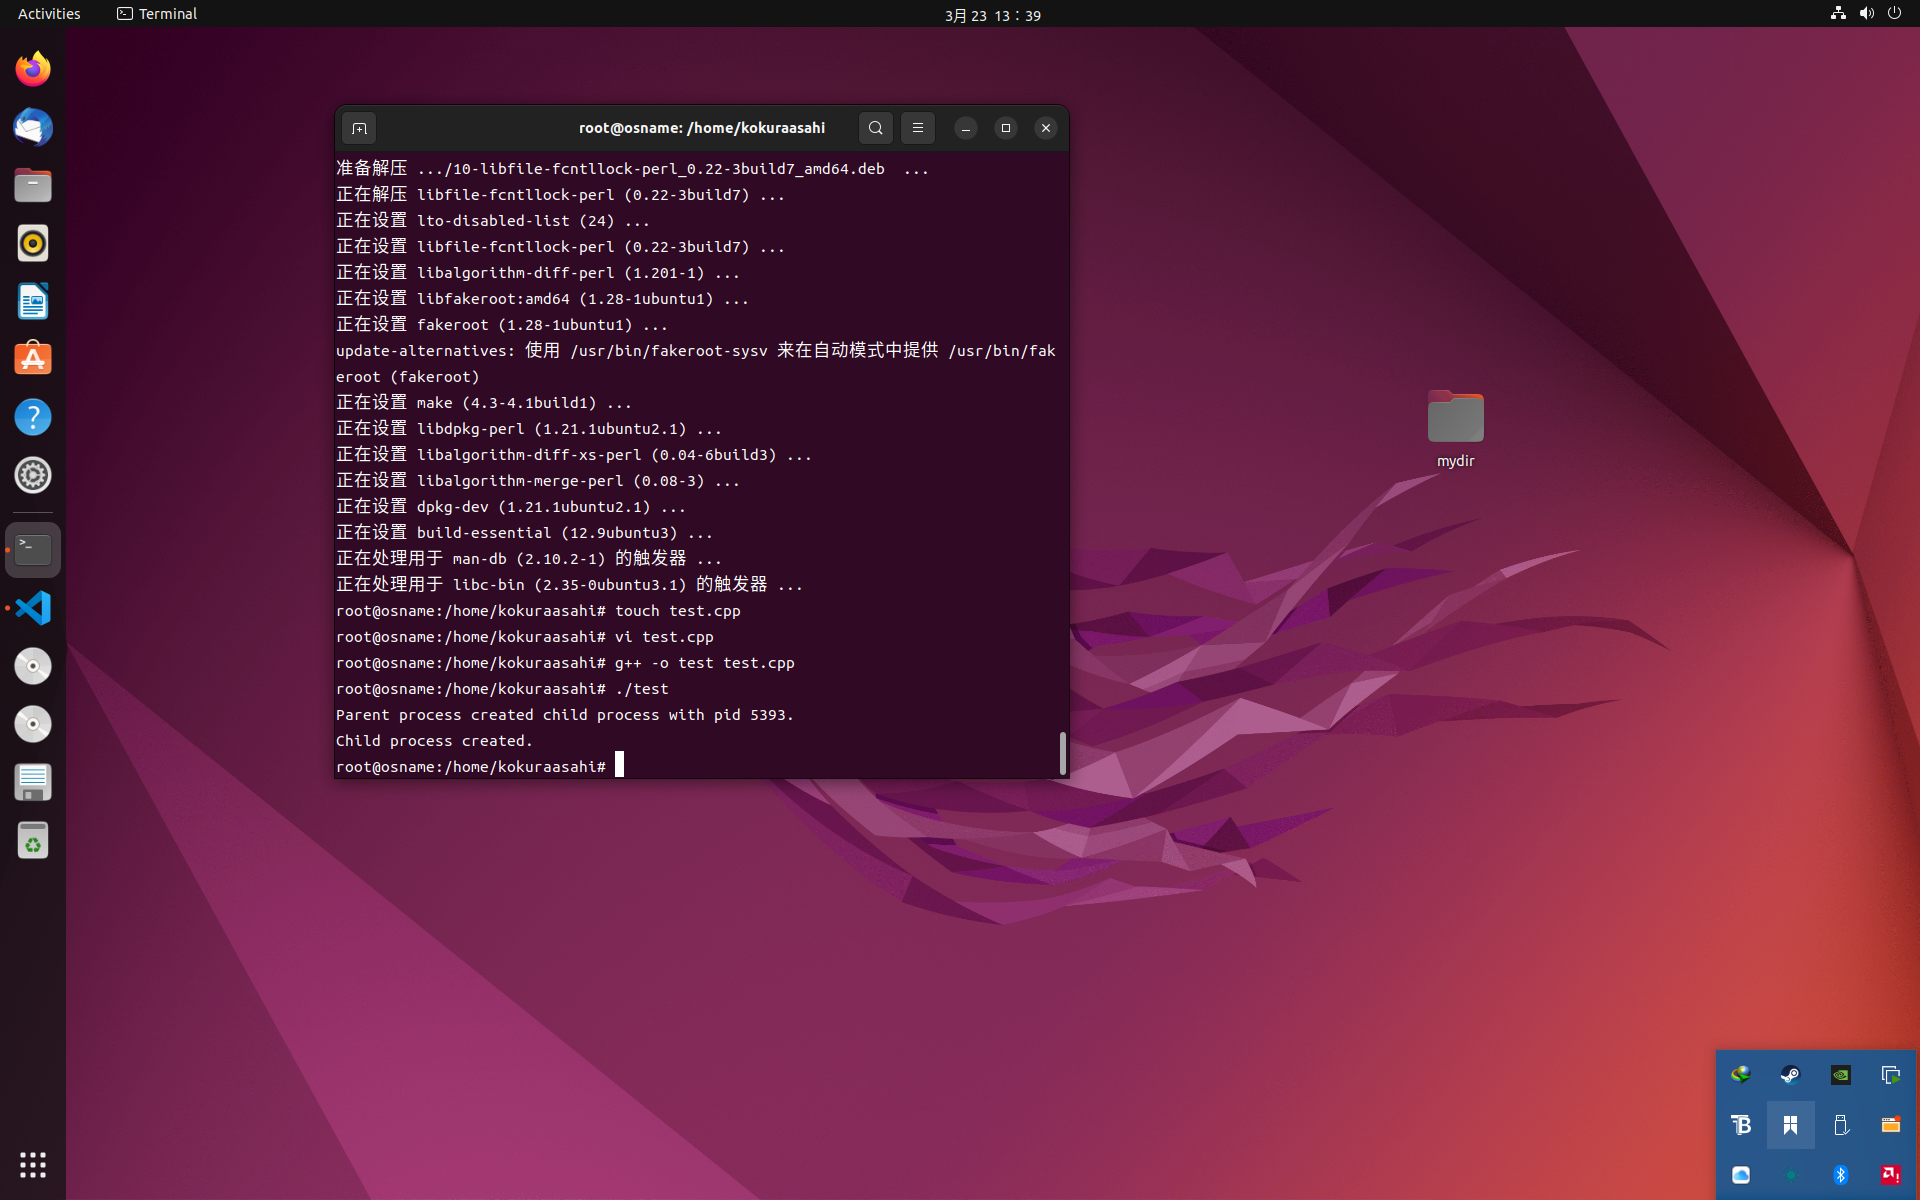 Activities
Terminal
3月 23 13：39
root@osname: /home/kokuraasahi
准备解压 .../10-libfile-fcntllock-perl_0.22-3build7_amd64.deb  ...
正在解压 libfile-fcntllock-perl (0.22-3build7) ...
正在设置 lto-disabled-list (24) ...
正在设置 libfile-fcntllock-perl (0.22-3build7) ...
正在设置 libalgorithm-diff-perl (1.201-1) ...
正在设置 libfakeroot:amd64 (1.28-1ubuntu1) ...
正在设置 fakeroot (1.28-1ubuntu1) ...
update-alternatives: 使用 /usr/bin/fakeroot-sysv 来在自动模式中提供 /usr/bin/fak
eroot (fakeroot)
正在设置 make (4.3-4.1build1) ...
正在设置 libdpkg-perl (1.21.1ubuntu2.1) ...
正在设置 libalgorithm-diff-xs-perl (0.04-6build3) ...
正在设置 libalgorithm-merge-perl (0.08-3) ...
正在设置 dpkg-dev (1.21.1ubuntu2.1) ...
正在设置 build-essential (12.9ubuntu3) ...
正在处理用于 man-db (2.10.2-1) 的触发器 ...
正在处理用于 libc-bin (2.35-0ubuntu3.1) 的触发器 ...
root@osname:/home/kokuraasahi# touch test.cpp
root@osname:/home/kokuraasahi# vi test.cpp
root@osname:/home/kokuraasahi# g++ -o test test.cpp
root@osname:/home/kokuraasahi# ./test
Parent process created child process with pid 5393.
Child process created.
root@osname:/home/kokuraasahi#
mydir